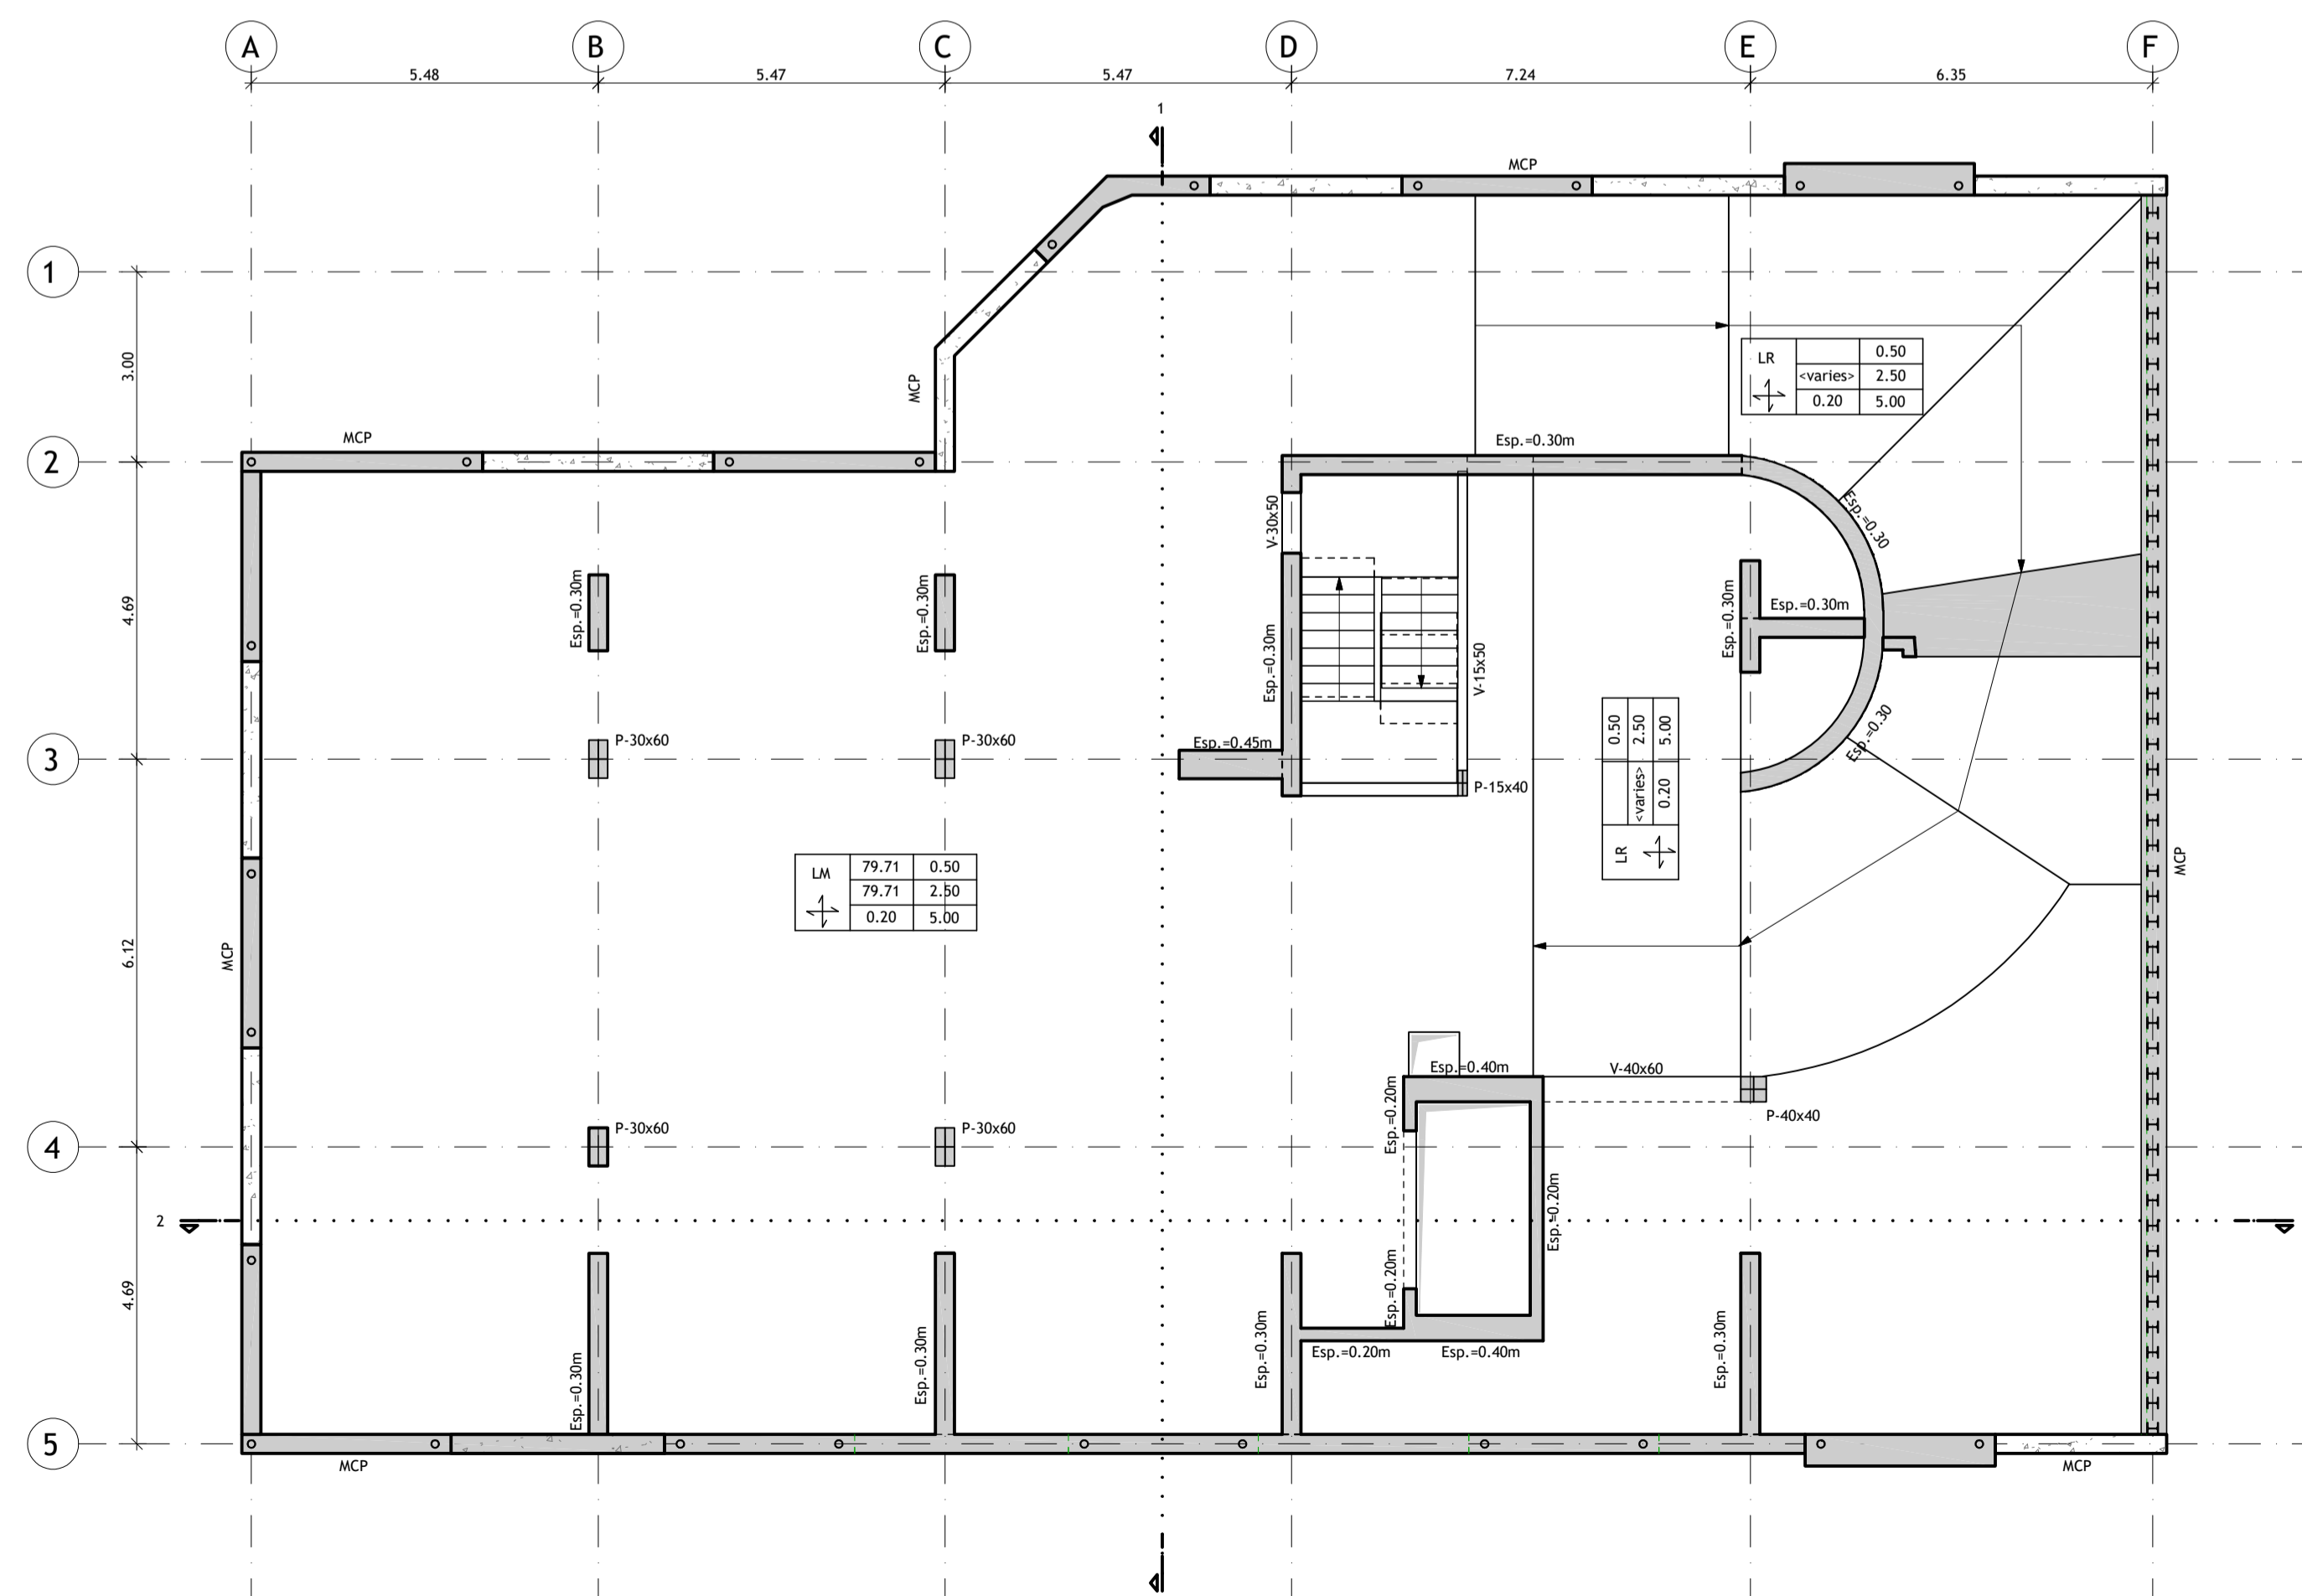 A B C D E F
5.48 5.47 5.47 7.24 6.35
1
MCP
1
LR 0.50
<varies> 2.50
0.20 5.00
3.00
MCP
MCP
Esp.=0.30m
2
V-30x50
Esp.=0.30
4.69
Esp.=0.30m
Esp.=0.30m
Esp.=0.30m
V-15x50
Esp.=0.30m
Esp.=0.30m
Esp.=0.30
P-30x60
P-30x60
Esp.=0.45m
3
P-15x40
LR 0.50
<varies> 2.50
0.20 5.00
LM 79.71 0.50
79.71 2.50
0.20 5.00
MCP
MCP
6.12
Esp.=0.40m
V-40x60
Esp.=0.20m
P-40x40
P-30x60
P-30x60
4
Esp.=0.20m
2
Esp.=0.20m
4.69
Esp.=0.30m
Esp.=0.30m
Esp.=0.30m
Esp.=0.30m
Esp.=0.20m
Esp.=0.40m
5
MCP
MCP